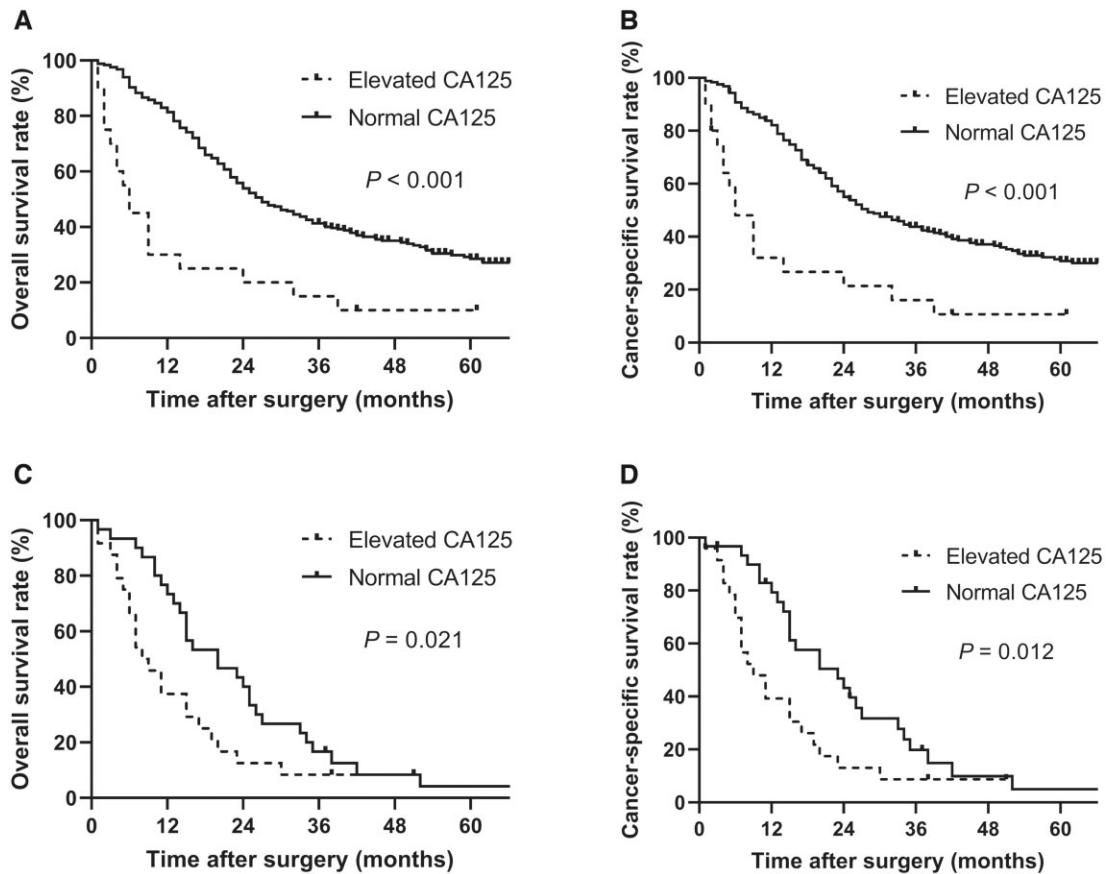 A
Overall survival rate (%)
100
80
60
40
20
0
Elevated CA125
Normal CA125
P < 0.001
0 12 24 36 48 60
Time after surgery (months)
B
Cancer-specific survival rate (%)
100
80
60
40
20
0
Elevated CA125
Normal CA125
P < 0.001
0 12 24 36 48 60
Time after surgery (months)
C
Overall survival rate (%)
100
80
60
40
20
0
Elevated CA125
Normal CA125
P = 0.021
0 12 24 36 48 60
Time after surgery (months)
D
Cancer-specific survival rate (%)
100
80
60
40
20
0
Elevated CA125
Normal CA125
P = 0.012
0 12 24 36 48 60
Time after surgery (months)